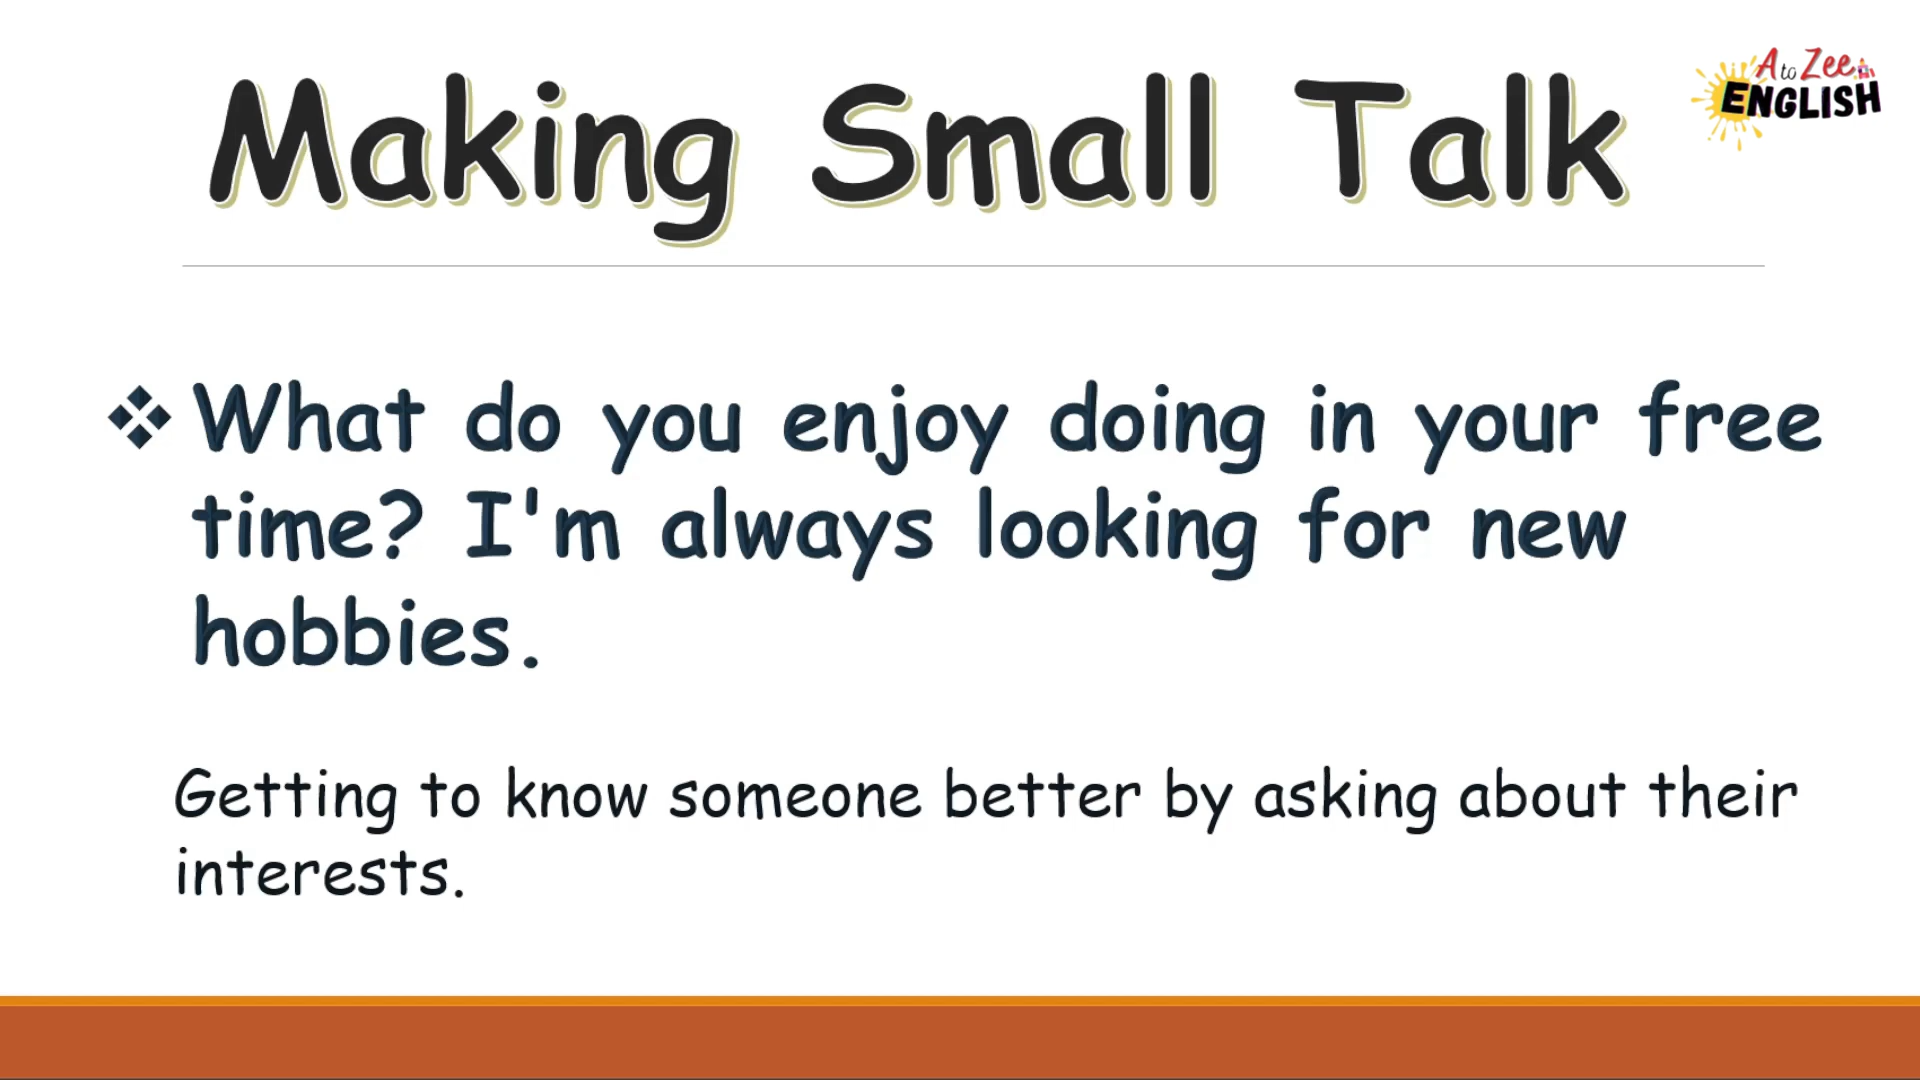 Making Small Talk
A to Zee
ENGLISH
What do you enjoy doing in your free
time? I'm always looking for new
hobbies.
Getting to know someone better by asking about their
interests.